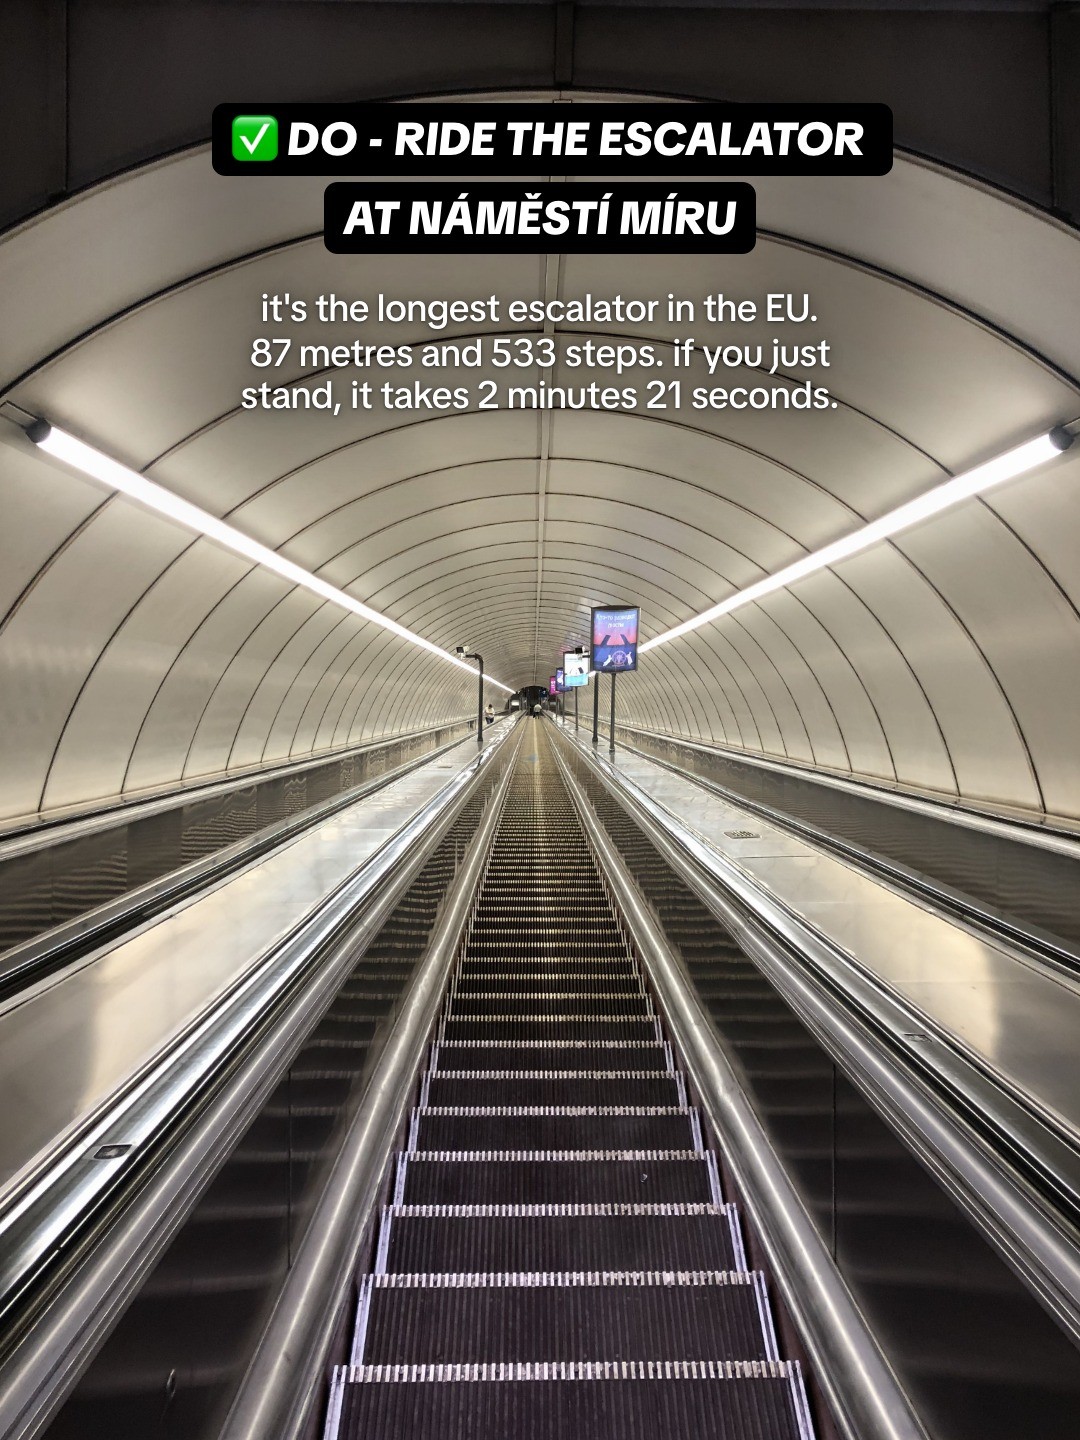 ✅ DO - RIDE THE ESCALATOR
AT NÁMĚSTÍ MÍRU
it's the longest escalator in the EU.
87 metres and 533 steps. if you just
stand, it takes 2 minutes 21 seconds.